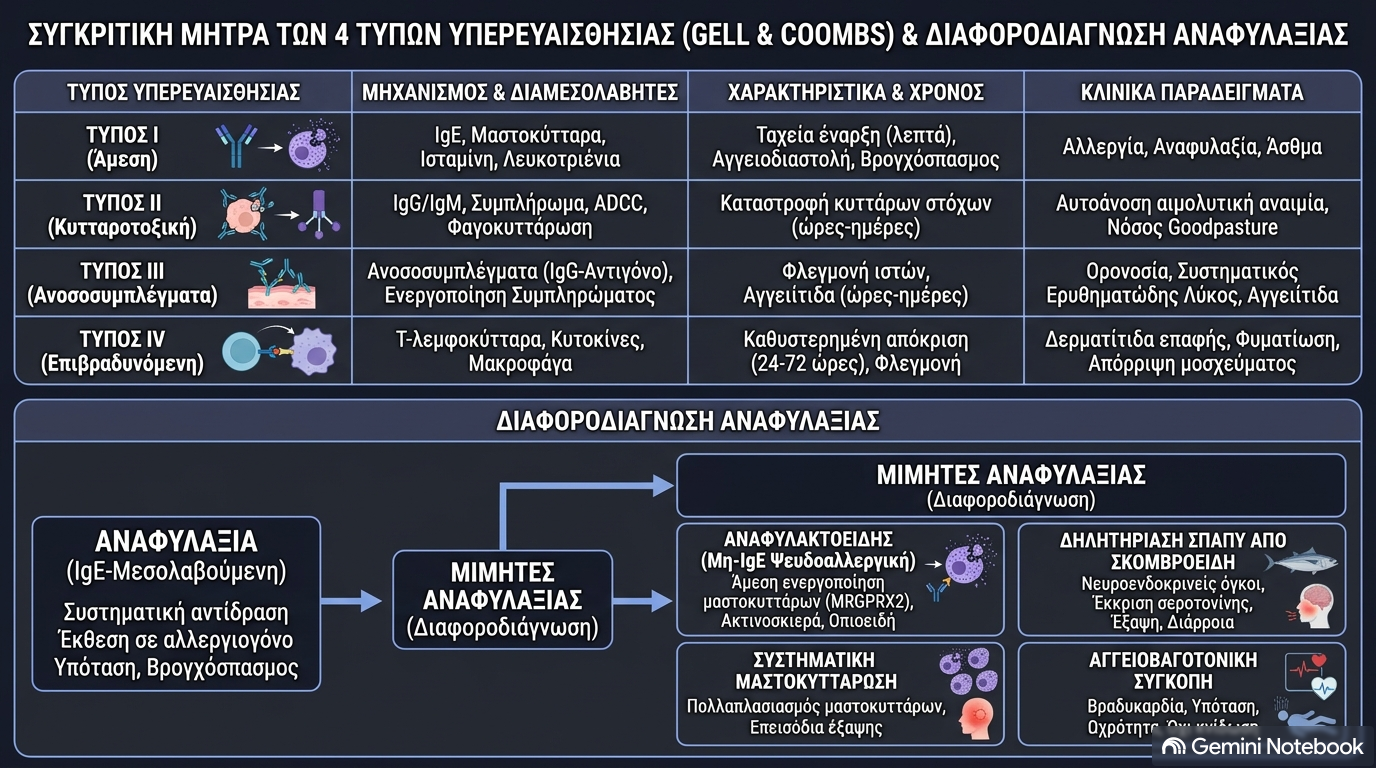 ΣΥΓΚΡΙΤΙΚΗ ΜΗΤΡΑ ΤΩΝ 4 ΤΥΠΩΝ ΥΠΕΡΕΥΑΙΣΘΗΣΙΑΣ (GELL & COOMBS) & ΔΙΑΦΟΡΟΔΙΑΓΝΩΣΗ ΑΝΑΦΥΛΑΞΙΑΣ
ΤΥΠΟΣ ΥΠΕΡΕΥΑΙΣΘΗΣΙΑΣ
ΜΗΧΑΝΙΣΜΟΣ & ΔΙΑΜΕΣΟΛΑΒΗΤΕΣ
ΧΑΡΑΚΤΗΡΙΣΤΙΚΑ & ΧΡΟΝΟΣ
ΚΛΙΝΙΚΑ ΠΑΡΑΔΕΙΓΜΑΤΑ
ΤΥΠΟΣ I
(Άμεση)
IgE, Μαστοκύτταρα,
Ισταμίνη, Λευκοτριένια
Ταχεία έναρξη (λεπτά),
Αγγειοδιαστολή, Βρογχόσπασμος
Αλλεργία, Αναφυλαξία, Άσθμα
ΤΥΠΟΣ II
(Κυτταροτοξική)
IgG/IgM, Συμπλήρωμα, ADCC,
Φαγοκυττάρωση
Καταστροφή κυττάρων στόχων
(ώρες-ημέρες)
Αυτοάνοση αιμολυτική αναιμία,
Νόσος Goodpasture
ΤΥΠΟΣ III
(Ανοσοσυμπλέγματα)
Ανοσοσυμπλέγματα (IgG-Αντιγόνο),
Ενεργοποίηση Συμπληρώματος
Φλεγμονή ιστών,
Αγγειίτιδα (ώρες-ημέρες)
Ορονοσία, Συστηματικός
Ερυθηματώδης Λύκος, Αγγειίτιδα
ΤΥΠΟΣ IV
(Επιβραδυνόμενη)
Τ-λεμφοκύτταρα, Κυτοκίνες,
Μακροφάγα
Καθυστερημένη απόκριση
(24-72 ώρες), Φλεγμονή
Δερματίτιδα επαφής, Φυματίωση,
Απόρριψη μοσχεύματος
ΔΙΑΦΟΡΟΔΙΑΓΝΩΣΗ ΑΝΑΦΥΛΑΞΙΑΣ
ΑΝΑΦΥΛΑΞΙΑ
(IgE-Μεσολαβούμενη)
Συστηματική αντίδραση
Έκθεση σε αλλεργιογόνο
Υπόταση, Βρογχόσπασμος
ΜΙΜΗΤΕΣ
ΑΝΑΦΥΛΑΞΙΑΣ
(Διαφοροδιάγνωση)
ΜΙΜΗΤΕΣ ΑΝΑΦΥΛΑΞΙΑΣ
(Διαφοροδιάγνωση)
ΑΝΑΦΥΛΑΚΤΟΕΙΔΗΣ
(Μη-IgE Ψευδοαλλεργική)
Άμεση ενεργοποίηση
μαστοκυττάρων (MRGPRX2),
Ακτινοσκιερά, Οπιοειδή
ΔΗΛΗΤΗΡΙΑΣΗ ΣΠΑΠΥ ΑΠΟ
ΣΚΟΜΒΡΟΕΙΔΗ
Νευροενδοκρινείς όγκοι,
Έκκριση σεροτονίνης,
Έξαψη, Διάρροια
ΣΥΣΤΗΜΑΤΙΚΗ
ΜΑΣΤΟΚΥΤΤΑΡΩΣΗ
Πολλαπλασιασμός μαστοκυττάρων,
Επεισόδια έξαψης
ΑΓΓΕΙΟΒΑΓΟΤΟΝΙΚΗ
ΣΥΓΚΟΠΗ
Βραδυκαρδία, Υπόταση,
Ωχρότητα
Gemini Notebook